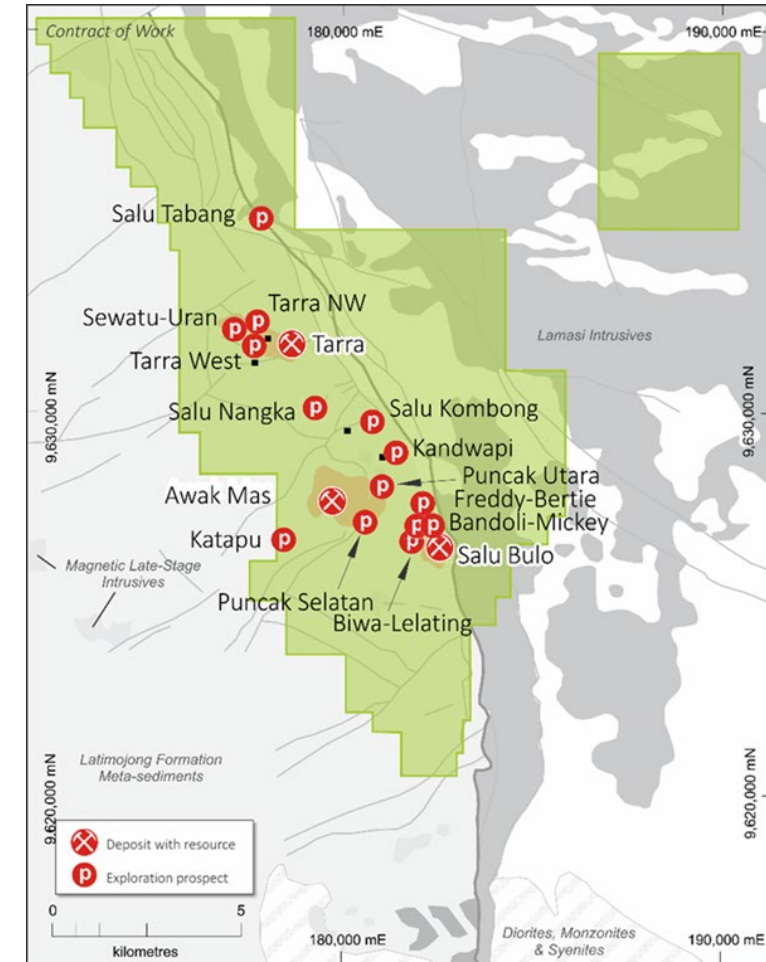 Contract of Work
180,000 mE
190,000 mE
Salu Tabang
p
Sewatu-Uran
p
Tarra NW
p
Tarra West
p
Tarra
Lamasi Intrusives
9,630,000 mN
9,630,000 mN
Salu Nangka
p
p
Salu Kombong
p
Kandwapi
Puncak Utara
p
Awak Mas
Freddy-Bertie
p
Katapu
p
p
p
p
Bandoli-Mickey
p
Salu Bulo
Magnetic Late-Stage
Intrusives
Puncak Selatan
Biwa-Lelating
Latimojong Formation
Meta-sediments
9,620,000 mN
9,620,000 mN
Deposit with resource
p
Exploration prospect
0
5
kilometres
180,000 mE
Diorites, Monzonites
& Syenites
190,000 mE